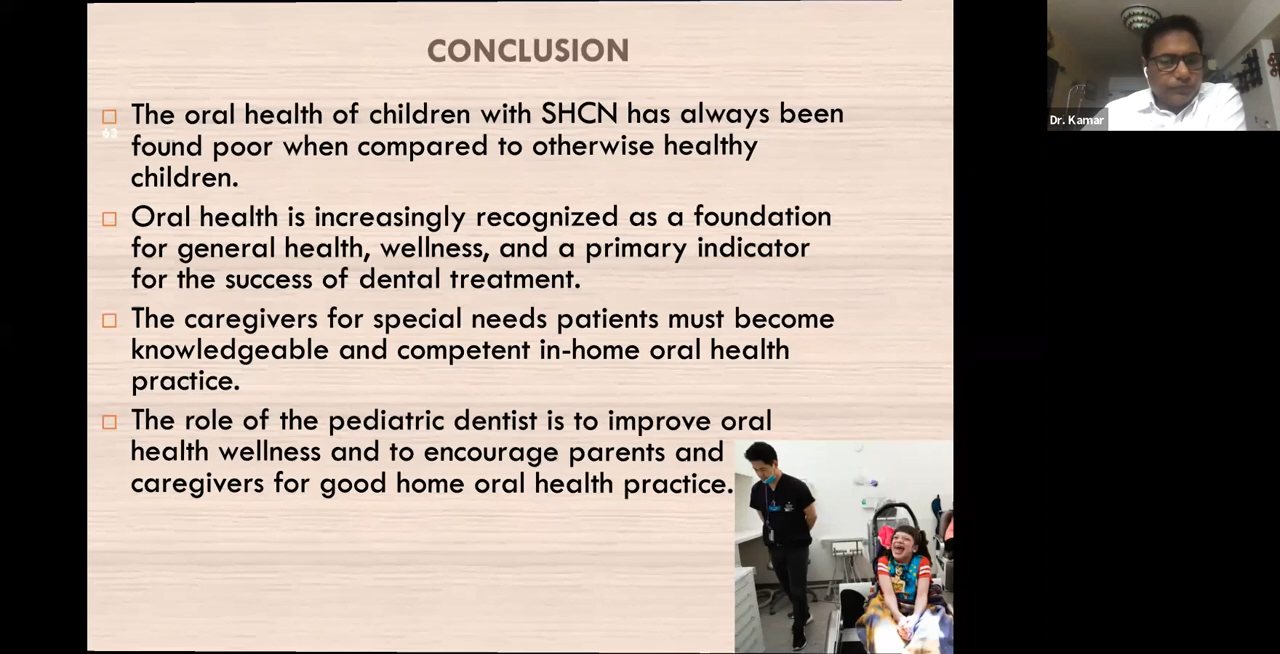 CONCLUSION
The oral health of children with SHCN has always been
63
found poor when compared to otherwise healthy
children.
Oral health is increasingly recognized as a foundation
for general health, wellness, and a primary indicator
for the success of dental treatment.
The caregivers for special needs patients must become
knowledgeable and competent in-home oral health
practice.
The role of the pediatric dentist is to improve oral
health wellness and to encourage parents and
caregivers for good home oral health practice.
Dr. Kamar